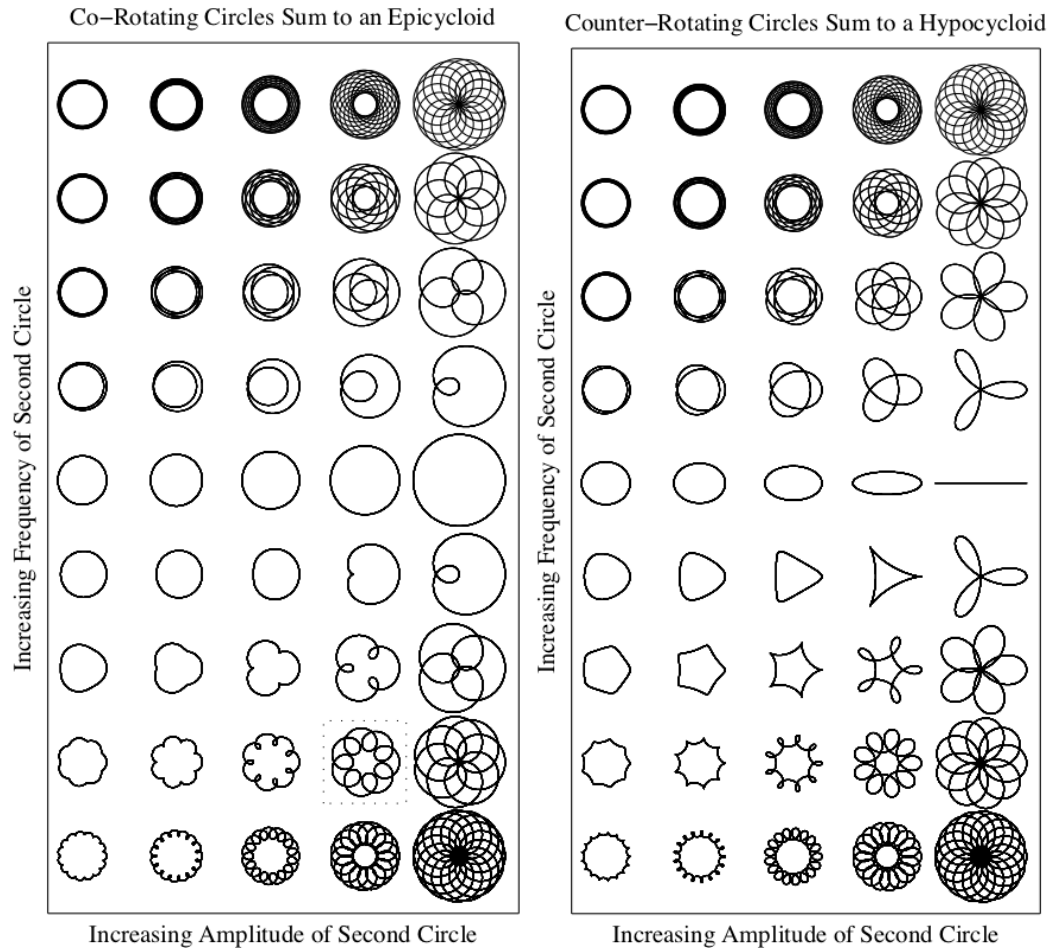 Co−Rotating Circles Sum to an Epicycloid
Counter−Rotating Circles Sum to a Hypocycloid
Increasing Frequency of Second Circle
Increasing Frequency of Second Circle
Increasing Amplitude of Second Circle
Increasing Amplitude of Second Circle